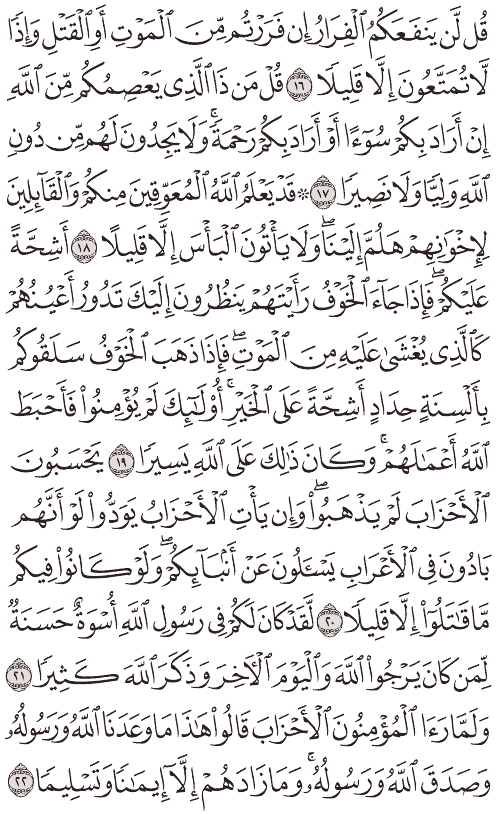 قُل لَّن يَنفَعَكُمُ ٱلْفِرَارُ إِن فَرَرْتُم مِّنَ ٱلْمَوْتِ أَوِ ٱلْقَتْلِ وَإِذًا
لَّا تُمَتَّعُونَ إِلَّا قَلِيلًا ١٦ قُلْ مَن ذَا ٱلَّذِى يَعْصِمُكُم مِّنَ ٱللَّهِ
إِنْ أَرَادَ بِكُمْ سُوٓءًا أَوْ أَرَادَ بِكُمْ رَحْمَةً ۚ وَلَا يَجِدُونَ لَهُم مِّن دُونِ
ٱللَّهِ وَلِيًّا وَلَا نَصِيرًا ١٧ ۞ قَدْ يَعْلَمُ ٱللَّهُ ٱلْمُعَوِّقِينَ مِنكُمْ وَٱلْقَآئِلِينَ
لِإِخْوَٰنِهِمْ هَلُمَّ إِلَيْنَا ۖ وَلَا يَأْتُونَ ٱلْبَأْسَ إِلَّا قَلِيلًا ١٨ أَشِحَّةً
عَلَيْكُمْ ۖ فَإِذَا جَآءَ ٱلْخَوْفُ رَأَيْتَهُمْ يَنظُرُونَ إِلَيْكَ تَدُورُ أَعْيُنُهُمْ
كَٱلَّذِى يُغْشَىٰ عَلَيْهِ مِنَ ٱلْمَوْتِ ۖ فَإِذَا ذَهَبَ ٱلْخَوْفُ سَلَقُوكُم
بِأَلْسِنَةٍ حِدَادٍ أَشِحَّةً عَلَى ٱلْخَيْرِ ۚ أُو۟لَٰٓئِكَ لَمْ يُؤْمِنُوا۟ فَأَحْبَطَ
ٱللَّهُ أَعْمَٰلَهُمْ ۚ وَكَانَ ذَٰلِكَ عَلَى ٱللَّهِ يَسِيرًا ١٩ يَحْسَبُونَ
ٱلْأَحْزَابَ لَمْ يَذْهَبُوا۟ ۖ وَإِن يَأْتِ ٱلْأَحْزَابُ يَوَدُّوا۟ لَوْ أَنَّهُم
بَادُونَ فِى ٱلْأَعْرَابِ يَسْـَٔلُونَ عَنْ أَنۢبَآئِكُمْ ۖ وَلَوْ كَانُوا۟ فِيكُم
مَّا قَٰتَلُوٓا۟ إِلَّا قَلِيلًا ٢٠ لَّقَدْ كَانَ لَكُمْ فِى رَسُولِ ٱللَّهِ أُسْوَةٌ حَسَنَةٌ
لِّمَن كَانَ يَرْجُوا۟ ٱللَّهَ وَٱلْيَوْمَ ٱلْـَٔاخِرَ وَذَكَرَ ٱللَّهَ كَثِيرًا ٢١
وَلَمَّا رَءَا ٱلْمُؤْمِنُونَ ٱلْأَحْزَابَ قَالُوا۟ هَٰذَا مَا وَعَدَنَا ٱللَّهُ وَرَسُولُهُۥ
وَصَدَقَ ٱللَّهُ وَرَسُولُهُۥ ۚ وَمَا زَادَهُمْ إِلَّآ إِيمَٰنًا وَتَسْلِيمًا ٢٢